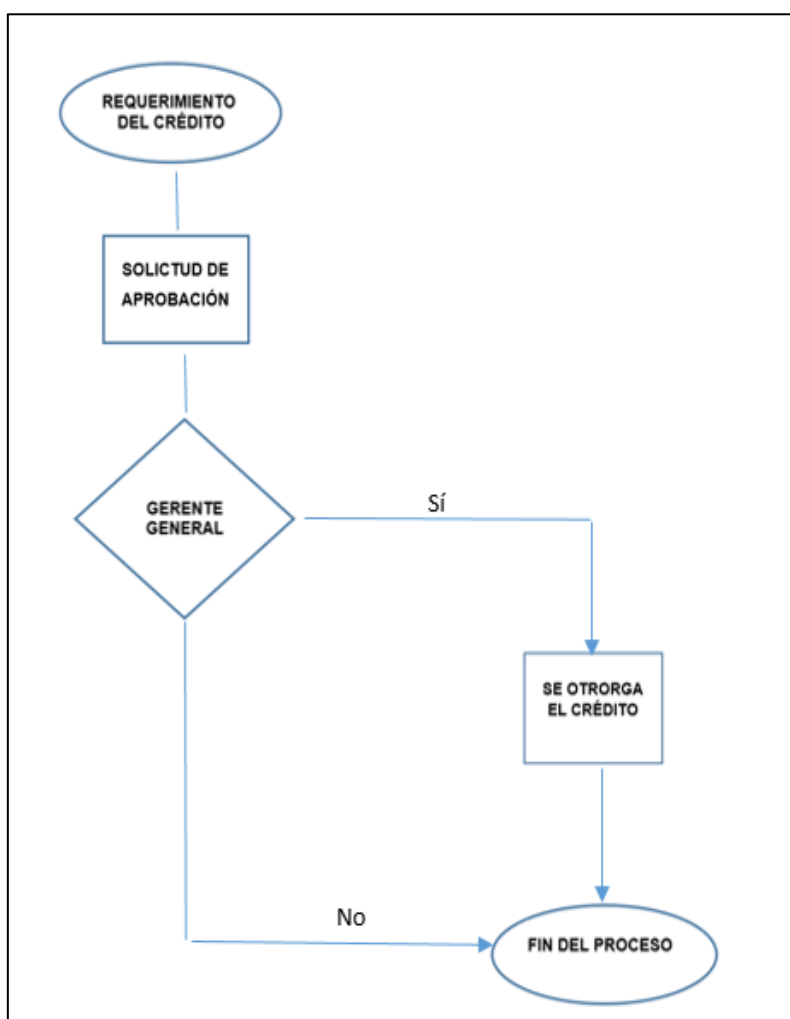 REQUERIMIENTO
DEL CRÉDITO
SOLICTUD DE
APROBACIÓN
GERENTE
GENERAL
Sí
SE OTRORGA
EL CRÉDITO
No
FIN DEL PROCESO